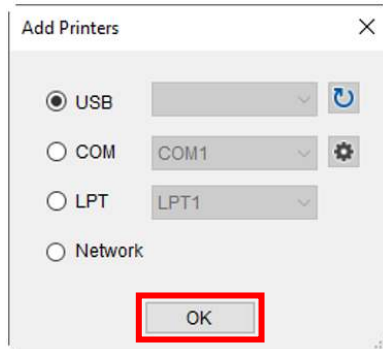 Add Printers
USB
COM COM1
LPT LPT1
Network
OK